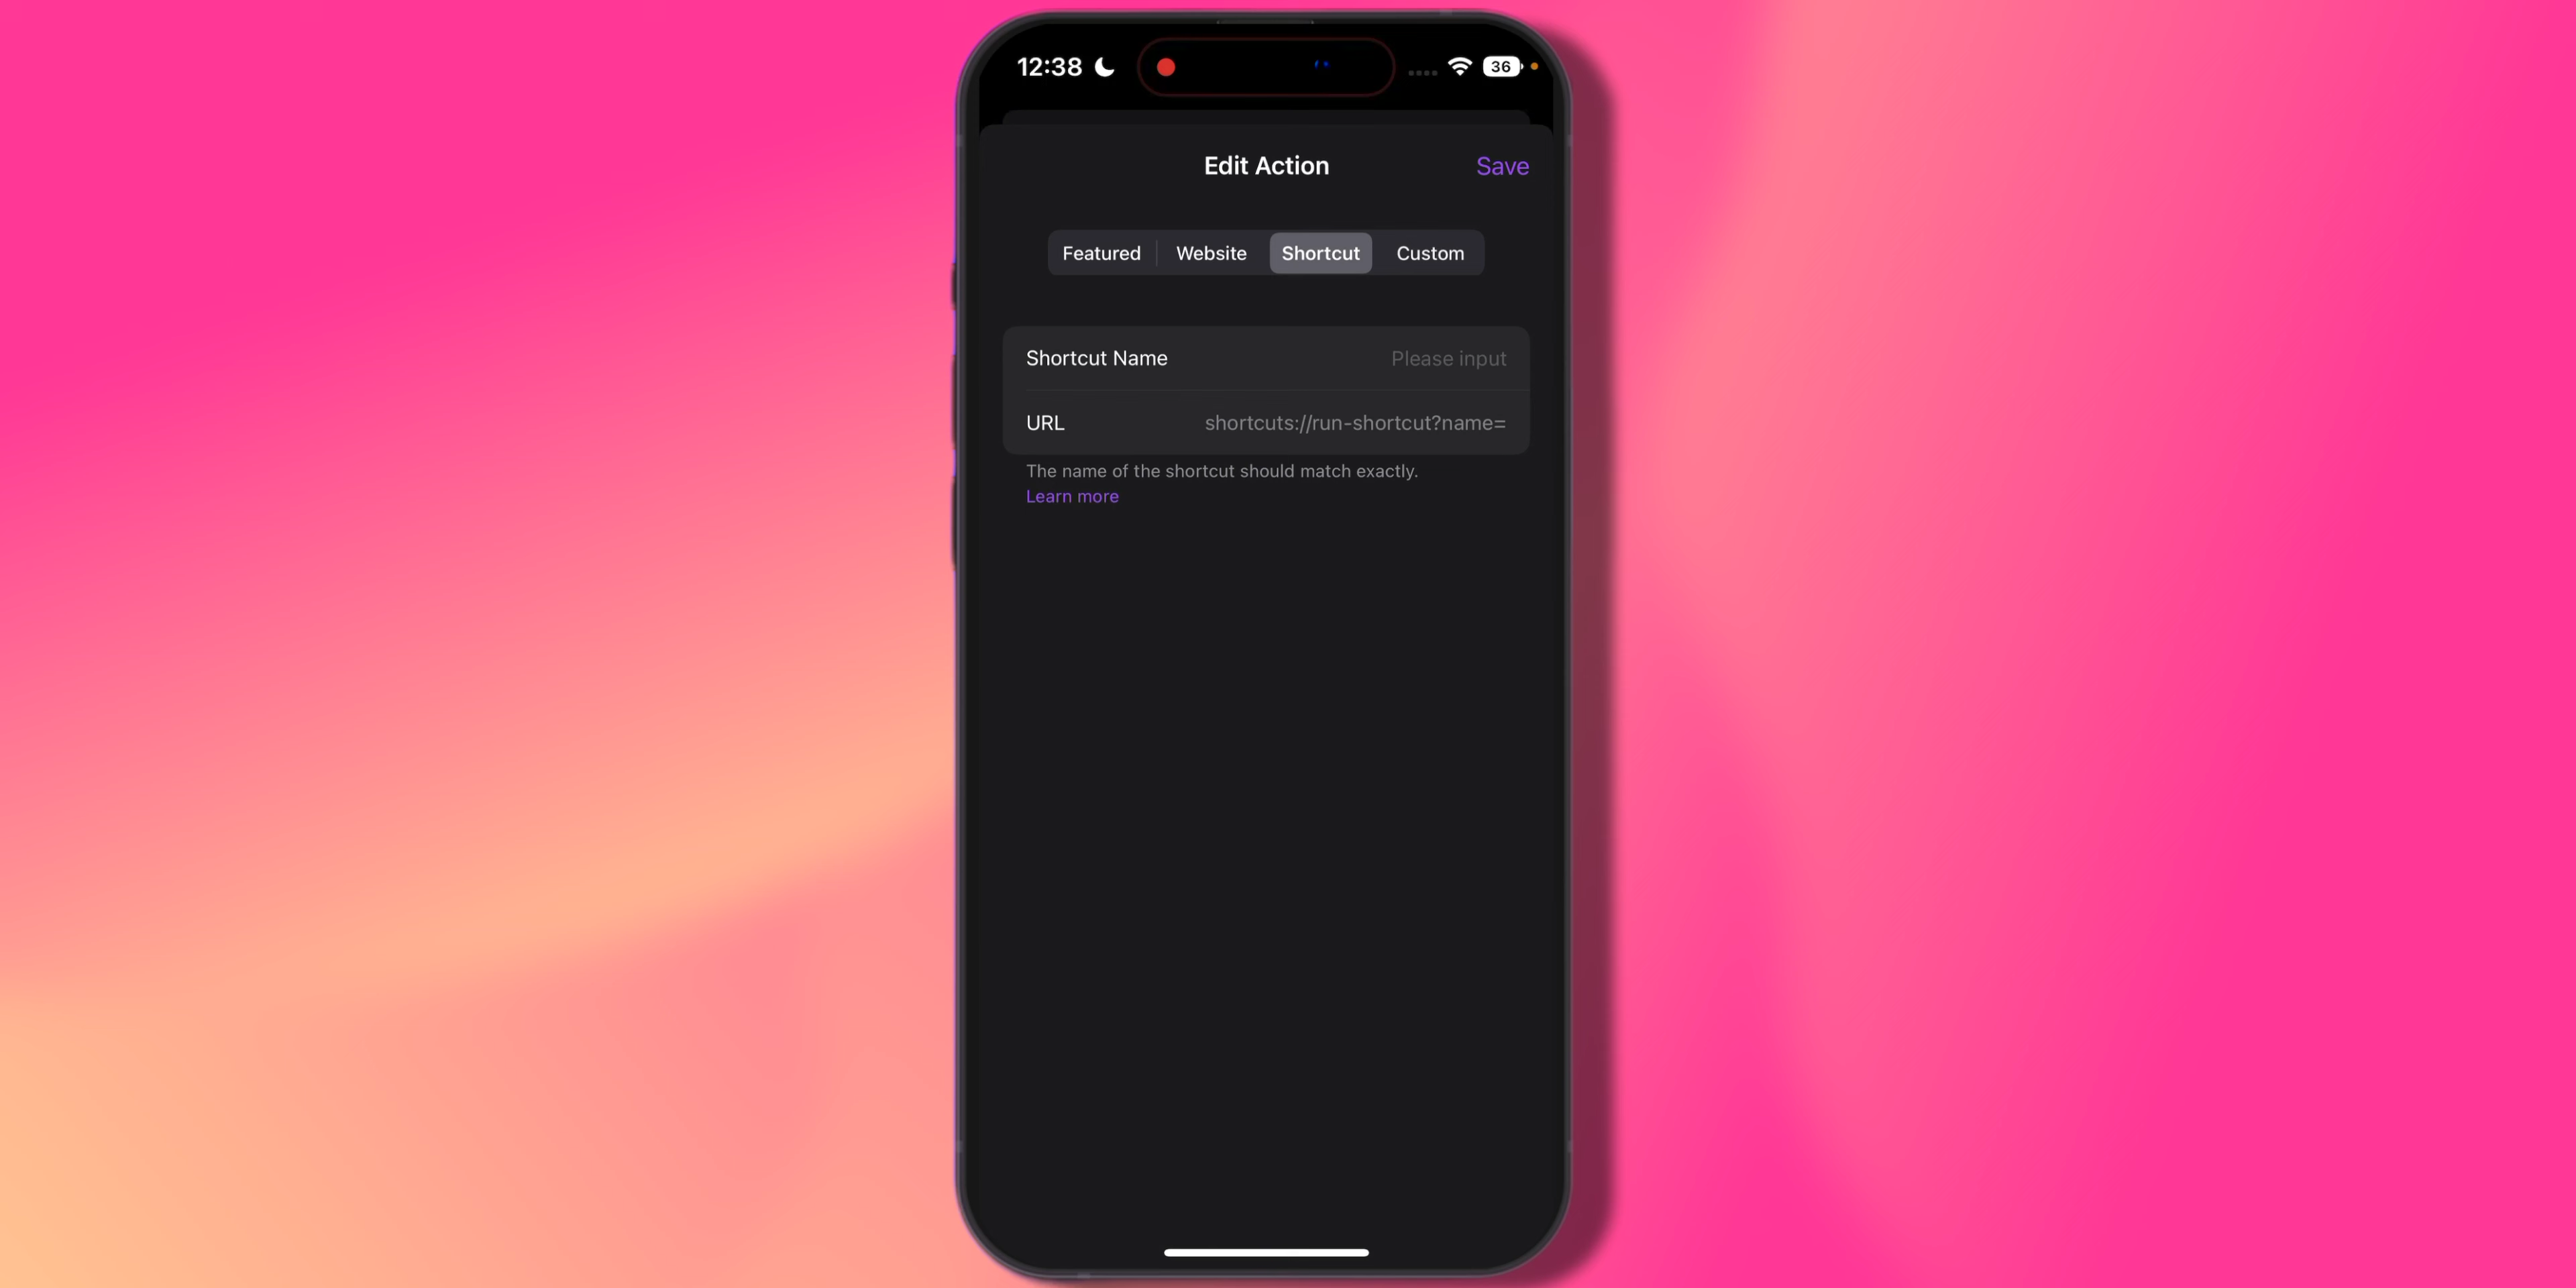 12:38
36
Edit Action
Save
Featured
Website
Shortcut
Custom
Shortcut Name
Please input
URL
shortcuts://run-shortcut?name=
The name of the shortcut should match exactly.
Learn more